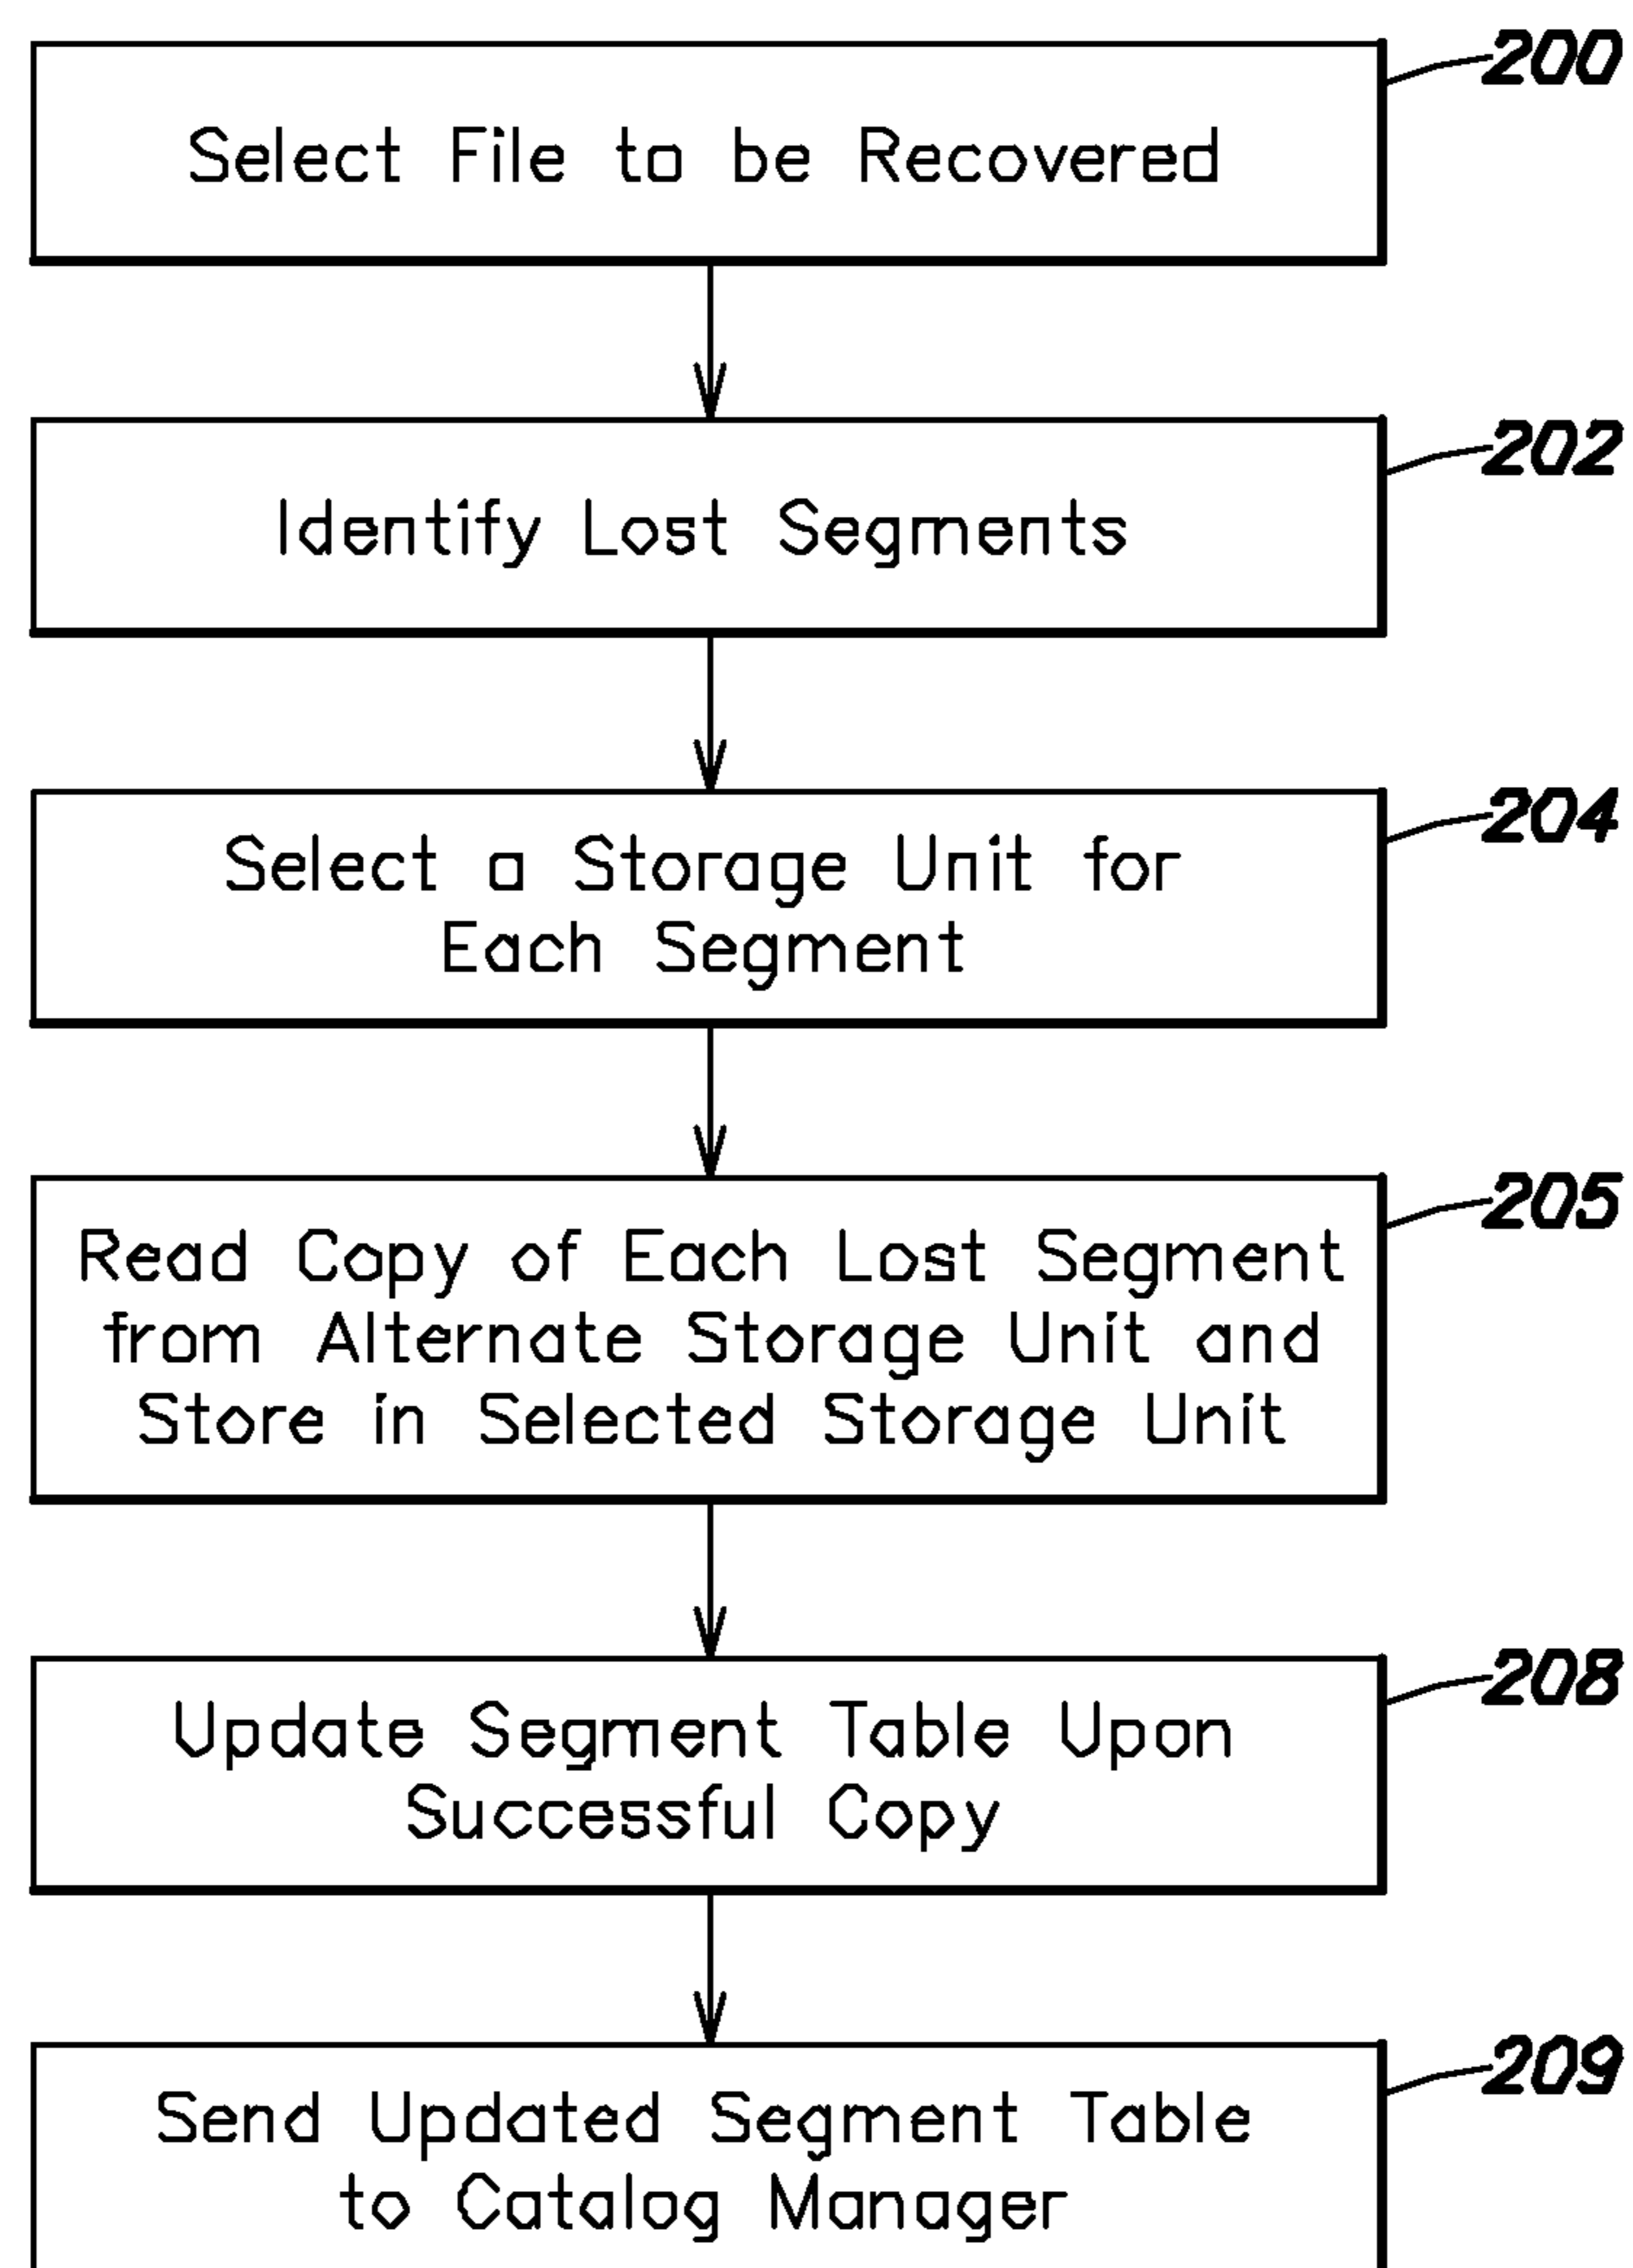 200
Select File to be Recovered
202
Identify Lost Segments
204
Select a Storage Unit for
Each Segment
205
Read Copy of Each Lost Segment
from Alternate Storage Unit and
Store in Selected Storage Unit
208
Update Segment Table Upon
Successful Copy
209
Send Updated Segment Table
to Catalog Manager